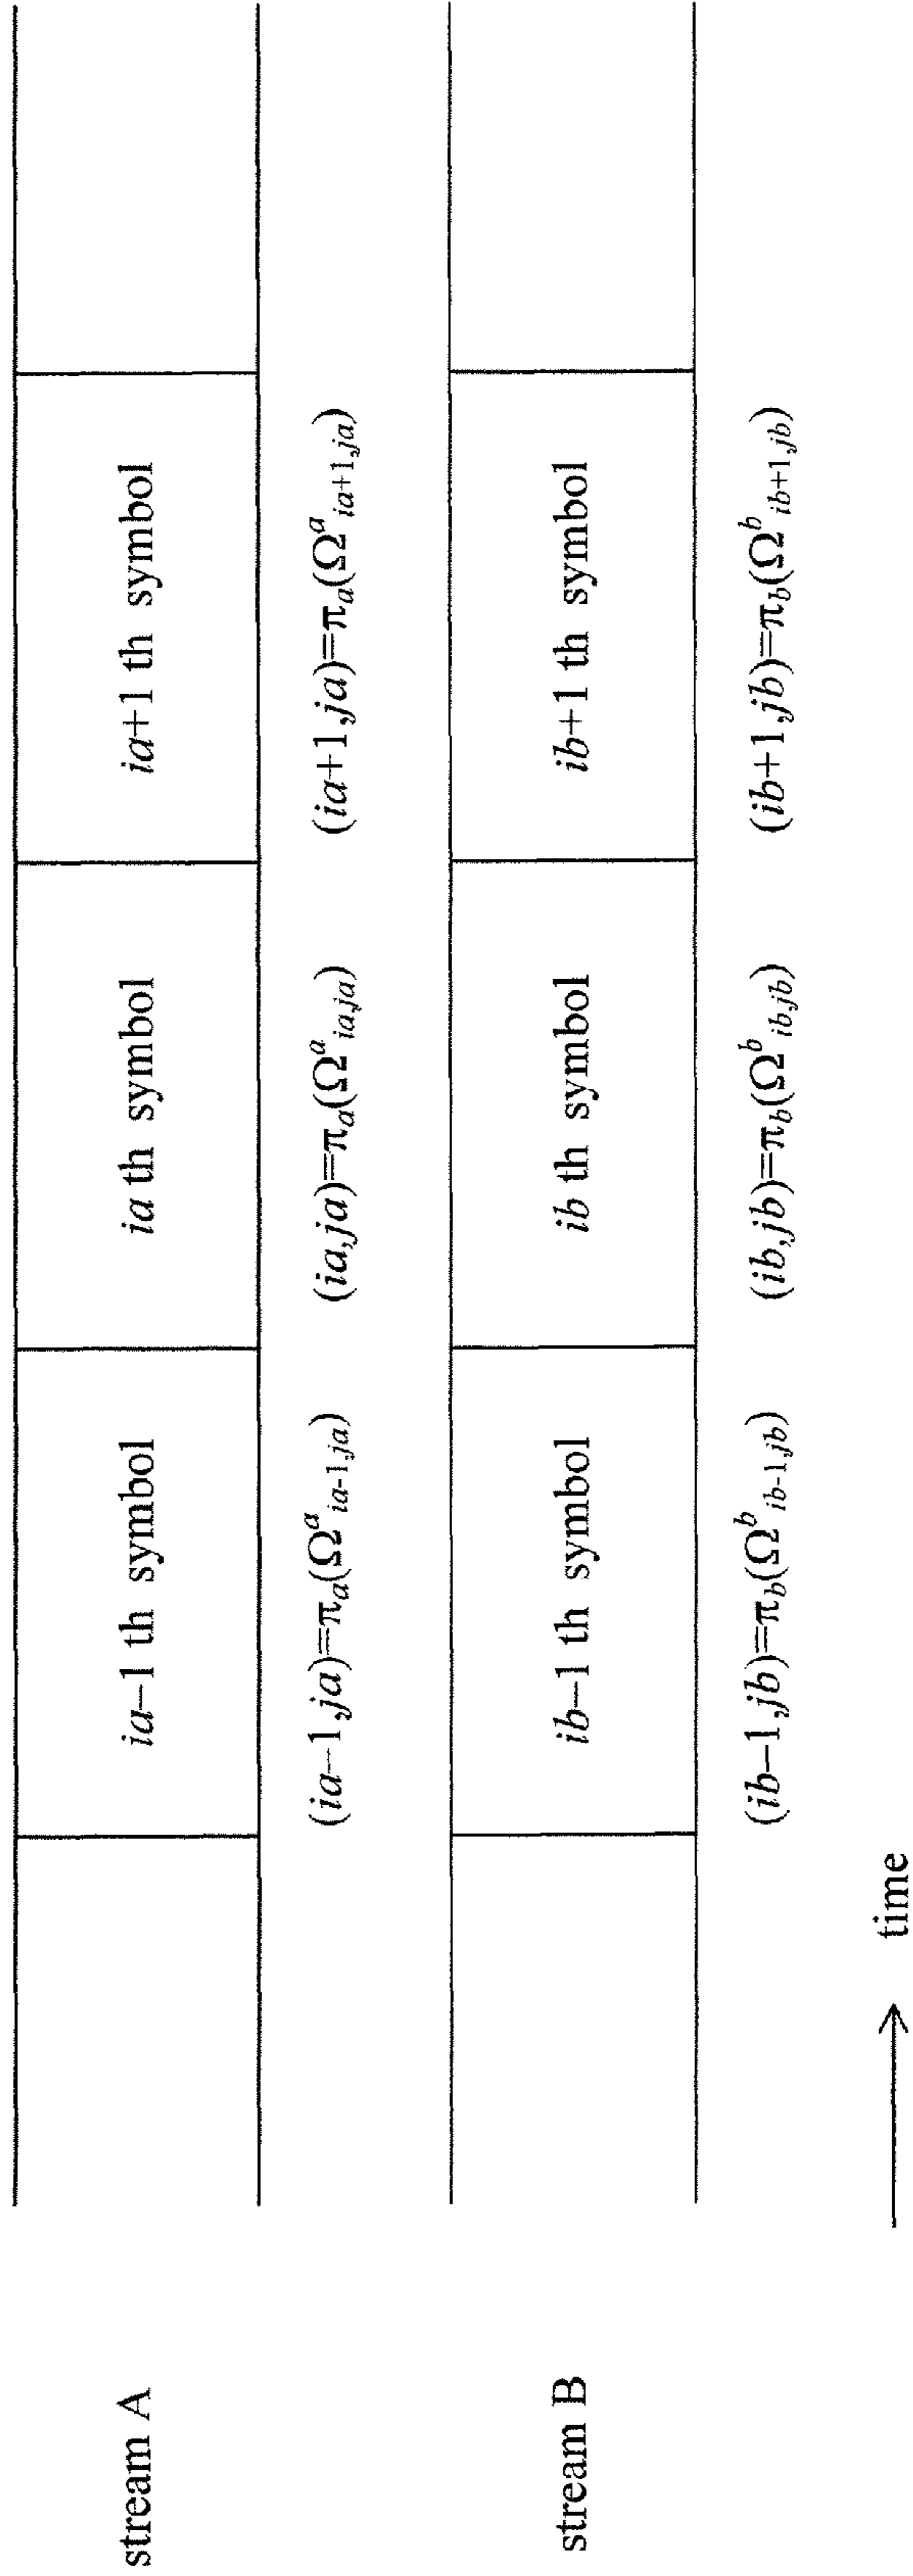 stream A
ia−1 th symbol
ia th symbol
ia+1 th symbol
(ia−1,ja)=πa(Ωᵃia-1,ja)
(ia,ja)=πa(Ωᵃia,ja)
(ia+1,ja)=πa(Ωᵃia+1,ja)
stream B
ib−1 th symbol
ib th symbol
ib+1 th symbol
(ib−1,jb)=πb(Ωᵇib-1,jb)
(ib,jb)=πb(Ωᵇib,jb)
(ib+1,jb)=πb(Ωᵇib+1,jb)
time